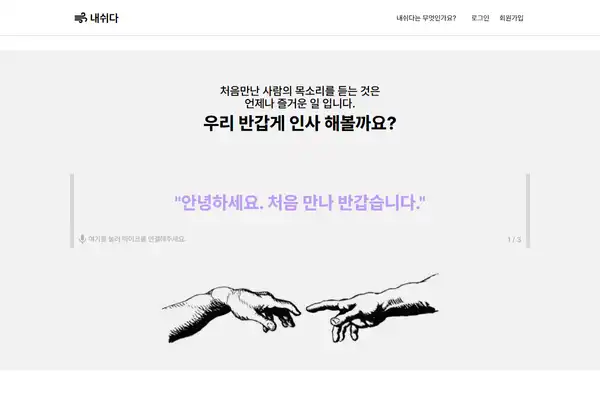 내쉬다
내쉬다는 무엇인가요?
로그인
회원가입
처음만난 사람의 목소리를 듣는 것은
언제나 즐거운 일 입니다.
우리 반갑게 인사 해볼까요?
"안녕하세요. 처음 만나 반갑습니다."
여기를 눌러 마이크를 연결해주세요.
1 / 3